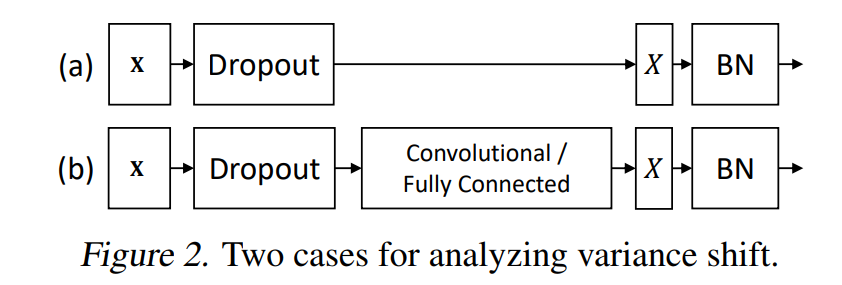 (a) x Dropout X BN
(b) x Dropout Convolutional / Fully Connected X BN
Figure 2. Two cases for analyzing variance shift.